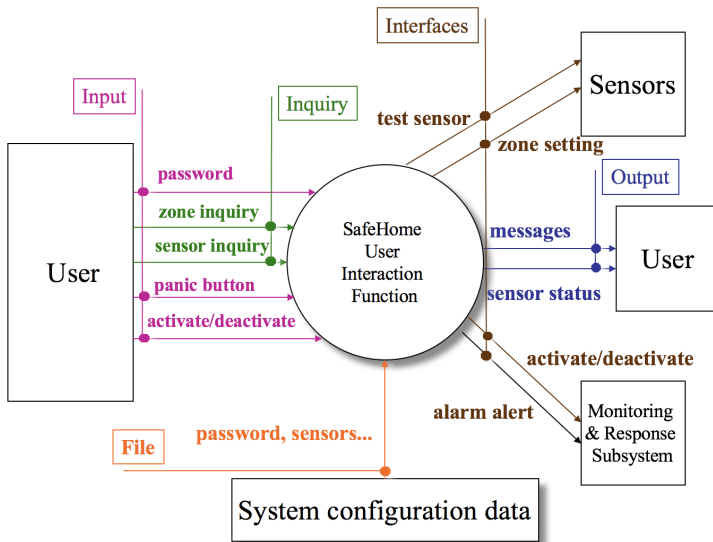 Interfaces
Sensors
Input
Inquiry
test sensor
zone setting
password
Output
zone inquiry
SafeHome
User
Interaction
Function
messages
sensor inquiry
User
User
panic button
sensor status
activate/deactivate
activate/deactivate
alarm alert
Monitoring
& Response
Subsystem
File
password, sensors...
System configuration data